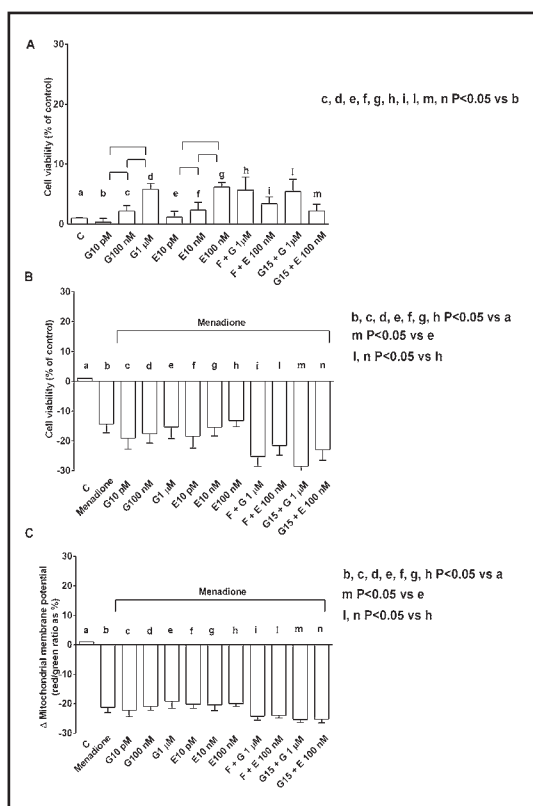 A
Cell viability (% of control)
30
20
10
0
c, d, e, f, g, h, i, l, m, n P<0.05 vs b
a
b
c
d
e
f
g
h
i
l
m
C
G10 pM
G100 nM
G1 µM
E10 pM
E10 nM
E100 nM
F + G 1µM
F + E 100 nM
G15 + G 1µM
G15 + E 100 nM
B
Cell viability (% of control)
30
20
10
0
-10
-20
-30
Menadione
b, c, d, e, f, g, h P<0.05 vs a
m P<0.05 vs e
l, n P<0.05 vs h
a
b
c
d
e
f
g
h
i
l
m
n
C
Menadione
G10 pM
G100 nM
G1 µM
E10 pM
E10 nM
E100 nM
F + G 1 µM
F + E 100 nM
G15 + G 1 µM
G15 + E 100 nM
C
Δ Mitochondrial membrane potential
(red/green ratio as %)
30
20
10
0
-10
-20
-30
Menadione
b, c, d, e, f, g, h P<0.05 vs a
m P<0.05 vs e
l, n P<0.05 vs h
a
b
c
d
e
f
g
h
i
l
m
n
C
Menadione
G10 pM
G100 nM
G1 µM
E10 pM
E10 nM
E100 nM
F + G 1 µM
F + E 100 nM
G15 + G 1 µM
G15 + E 100 nM